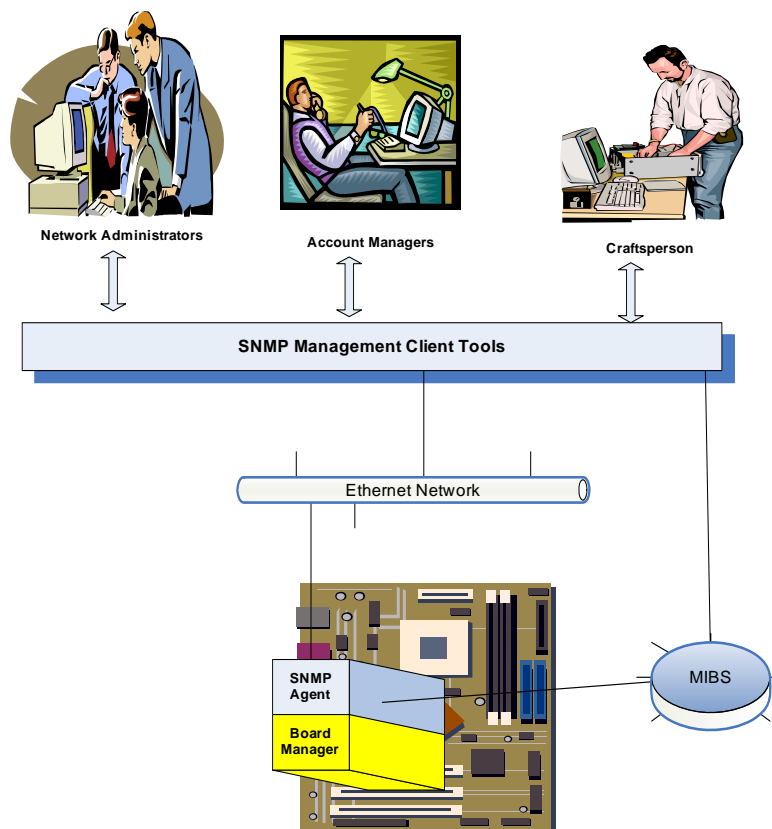 Network Administrators
Account Managers
Craftsperson
SNMP Management Client Tools
Ethernet Network
SNMP
Agent
Board
Manager
MIBS